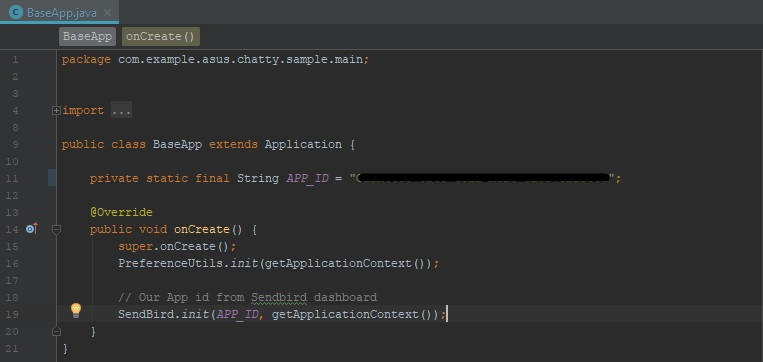 BaseApp.java
BaseApp onCreate()
1 package com.example.asus.chatty.sample.main;
2
3
4 import ...
8
9 public class BaseApp extends Application {
10
11 private static final String APP_ID = "";
12
13 @Override
14 public void onCreate() {
15 super.onCreate();
16 PreferenceUtils.init(getApplicationContext());
17
18 // Our App id from Sendbird dashboard
19 SendBird.init(APP_ID, getApplicationContext());
20 }
21 }